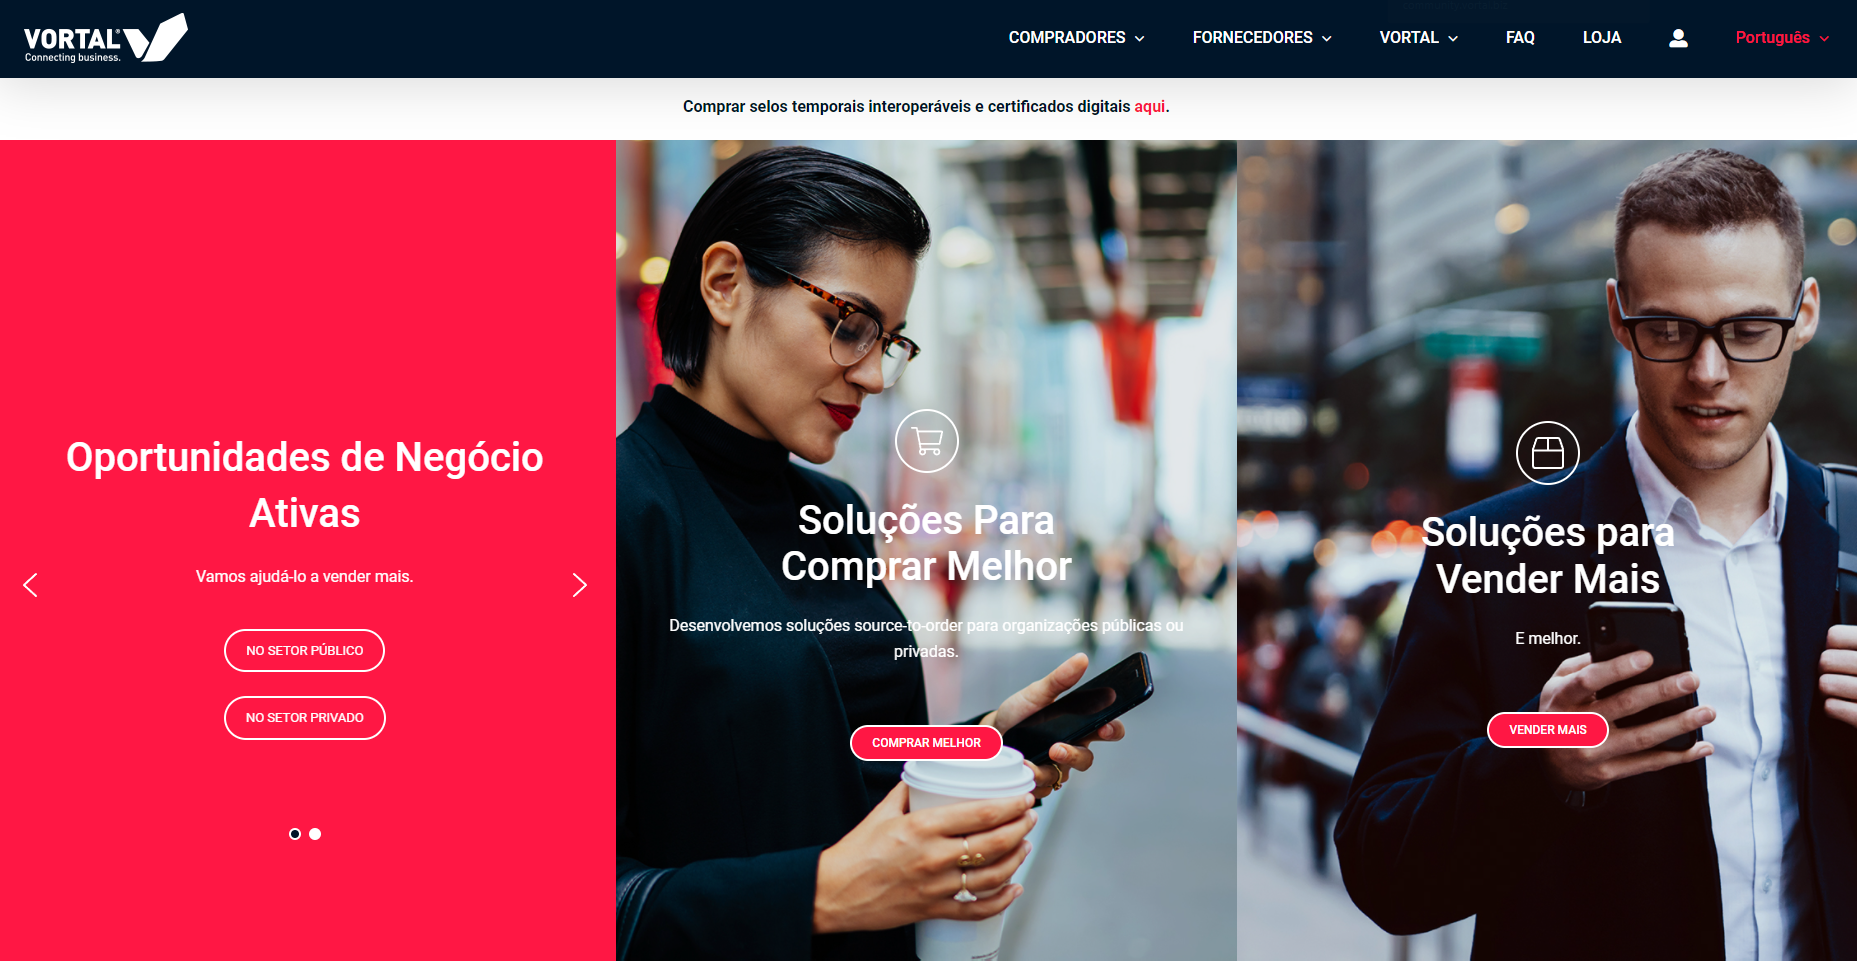 VORTAL®
Connecting business.
COMPRADORES
FORNECEDORES
VORTAL
FAQ
LOJA
Português
Comprar selos temporais interoperáveis e certificados digitais aqui.
Oportunidades de Negócio
Ativas
Vamos ajudá-lo a vender mais.
NO SETOR PÚBLICO
NO SETOR PRIVADO
Soluções Para
Comprar Melhor
Desenvolvemos soluções source-to-order para organizações públicas ou
privadas.
COMPRAR MELHOR
Soluções para
Vender Mais
E melhor.
VENDER MAIS